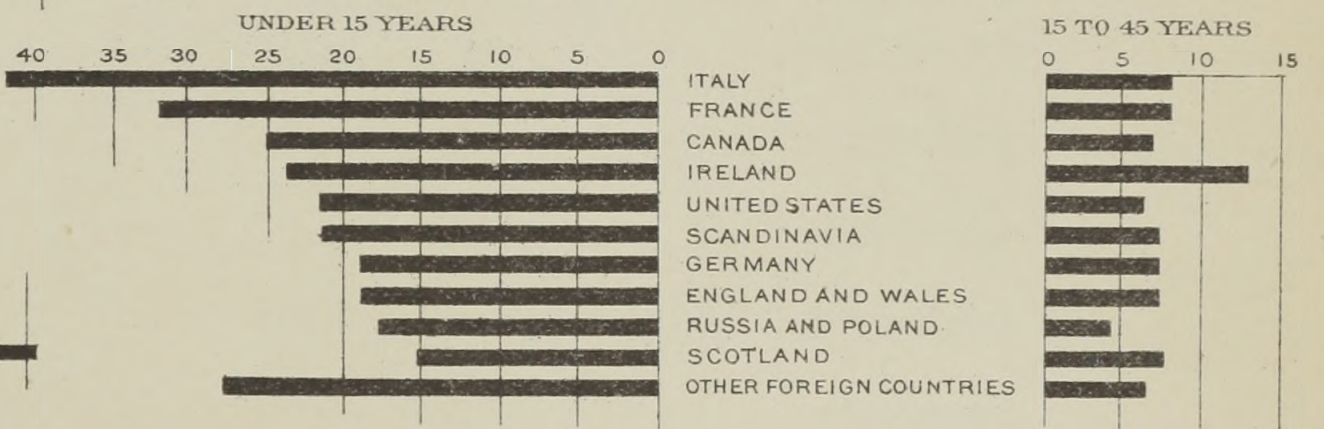 UNDER 15 YEARS
15 TO 45 YEARS
40 35 30 25 20 15 10 5 0
0 5 10 15
ITALY
FRANCE
CANADA
IRELAND
UNITED STATES
SCANDINAVIA
GERMANY
ENGLAND AND WALES
RUSSIA AND POLAND
SCOTLAND
OTHER FOREIGN COUNTRIES